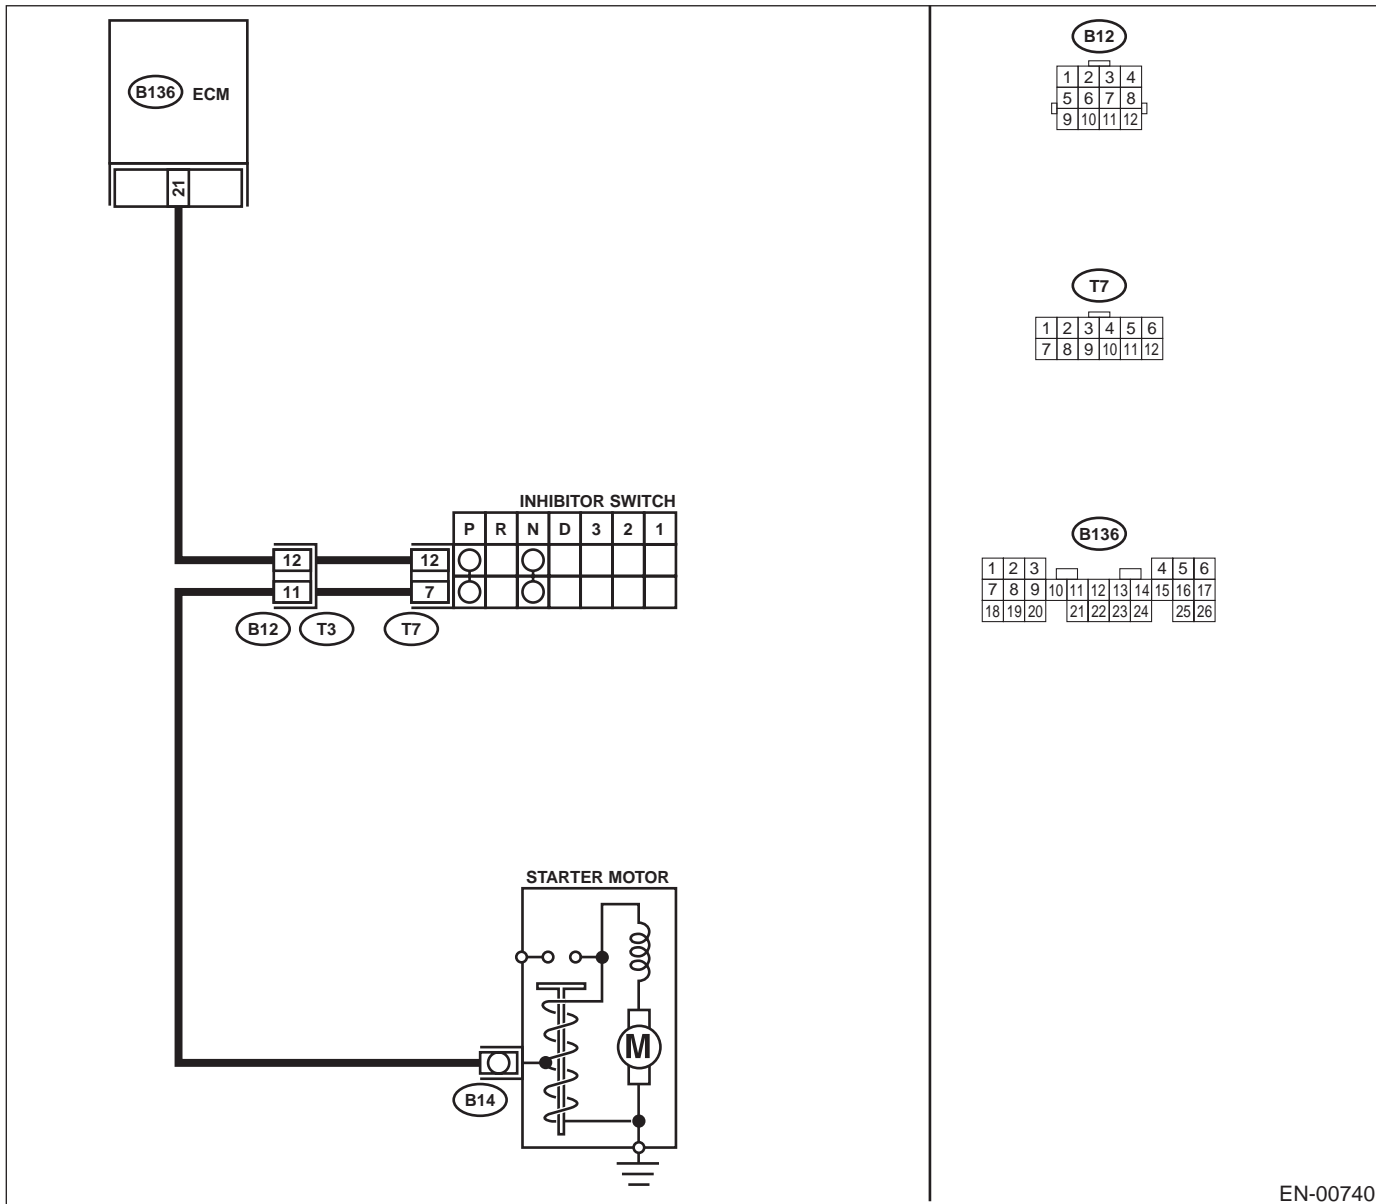 B136 ECM
21
INHIBITOR SWITCH
P R N D 3 2 1
12 12
11 7
B12 T3 T7
STARTER MOTOR
M
B14
B12
1 2 3 4
5 6 7 8
9 10 11 12
T7
1 2 3 4 5 6
7 8 9 10 11 12
B136
1 2 3 4 5 6
7 8 9 10 11 12 13 14 15 16 17
18 19 20 21 22 23 24 25 26
EN-00740